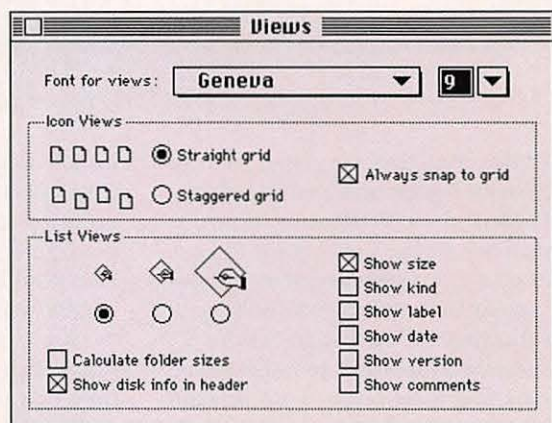 Views
Font for views: Geneva 9
Icon Views
Straight grid
Always snap to grid
Staggered grid
List Views
Show size
Show kind
Show label
Show date
Show version
Show comments
Calculate folder sizes
Show disk info in header